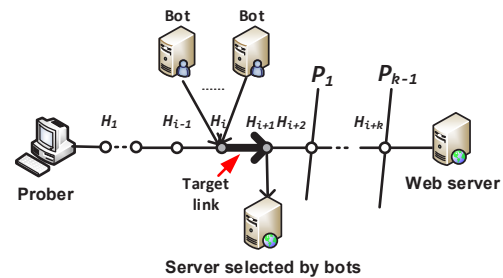 Bot Bot
........
P1 Pk-1
H1 Hi-1 Hi Hi+1 Hi+2 Hi+k
Prober
Target
link
Web server
Server selected by bots